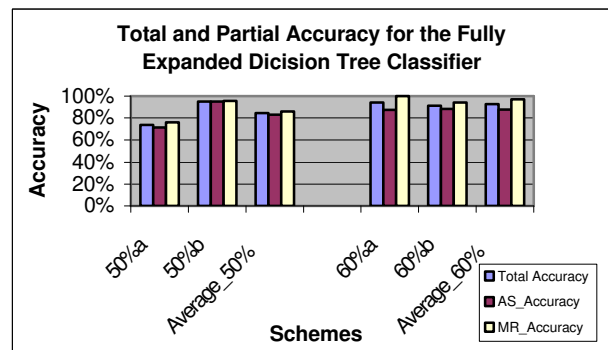 Total and Partial Accuracy for the Fully
Expanded Dicision Tree Classifier
Accuracy
100%
80%
60%
40%
20%
0%
50%a
50%b
Average_50%
60%a
60%b
Average_60%
Schemes
Total Accuracy
AS_Accuracy
MR_Accuracy